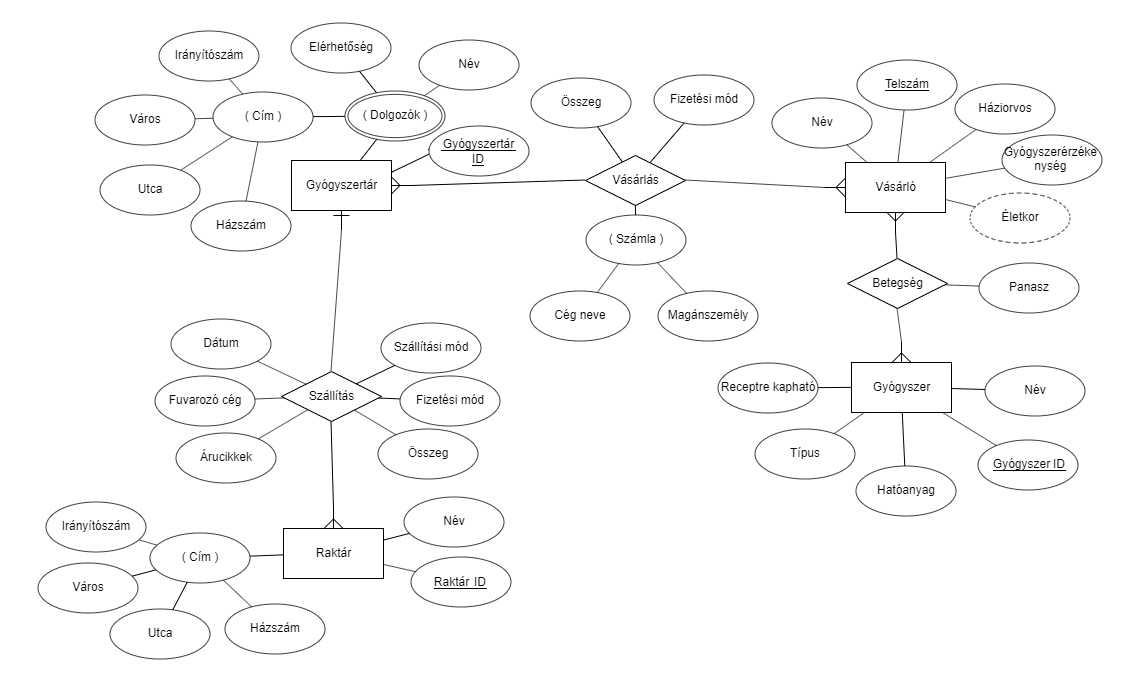 Irányítószám
Elérhetőség
Név
Város
( Cím )
( Dolgozók )
Utca
Házszám
Gyógyszertár
ID
Gyógyszertár
Összeg
Fizetési mód
Vásárlás
( Számla )
Cég neve
Magánszemély
Telszám
Név
Háziorvos
Gyógyszerérzéke
nység
Vásárló
Életkor
Betegség
Panasz
Receptre kapható
Gyógyszer
Név
Típus
Gyógyszer ID
Hatóanyag
Dátum
Szállítási mód
Fuvarozó cég
Szállítás
Fizetési mód
Árucikkek
Összeg
Irányítószám
Név
( Cím )
Raktár
Város
Raktár ID
Utca
Házszám